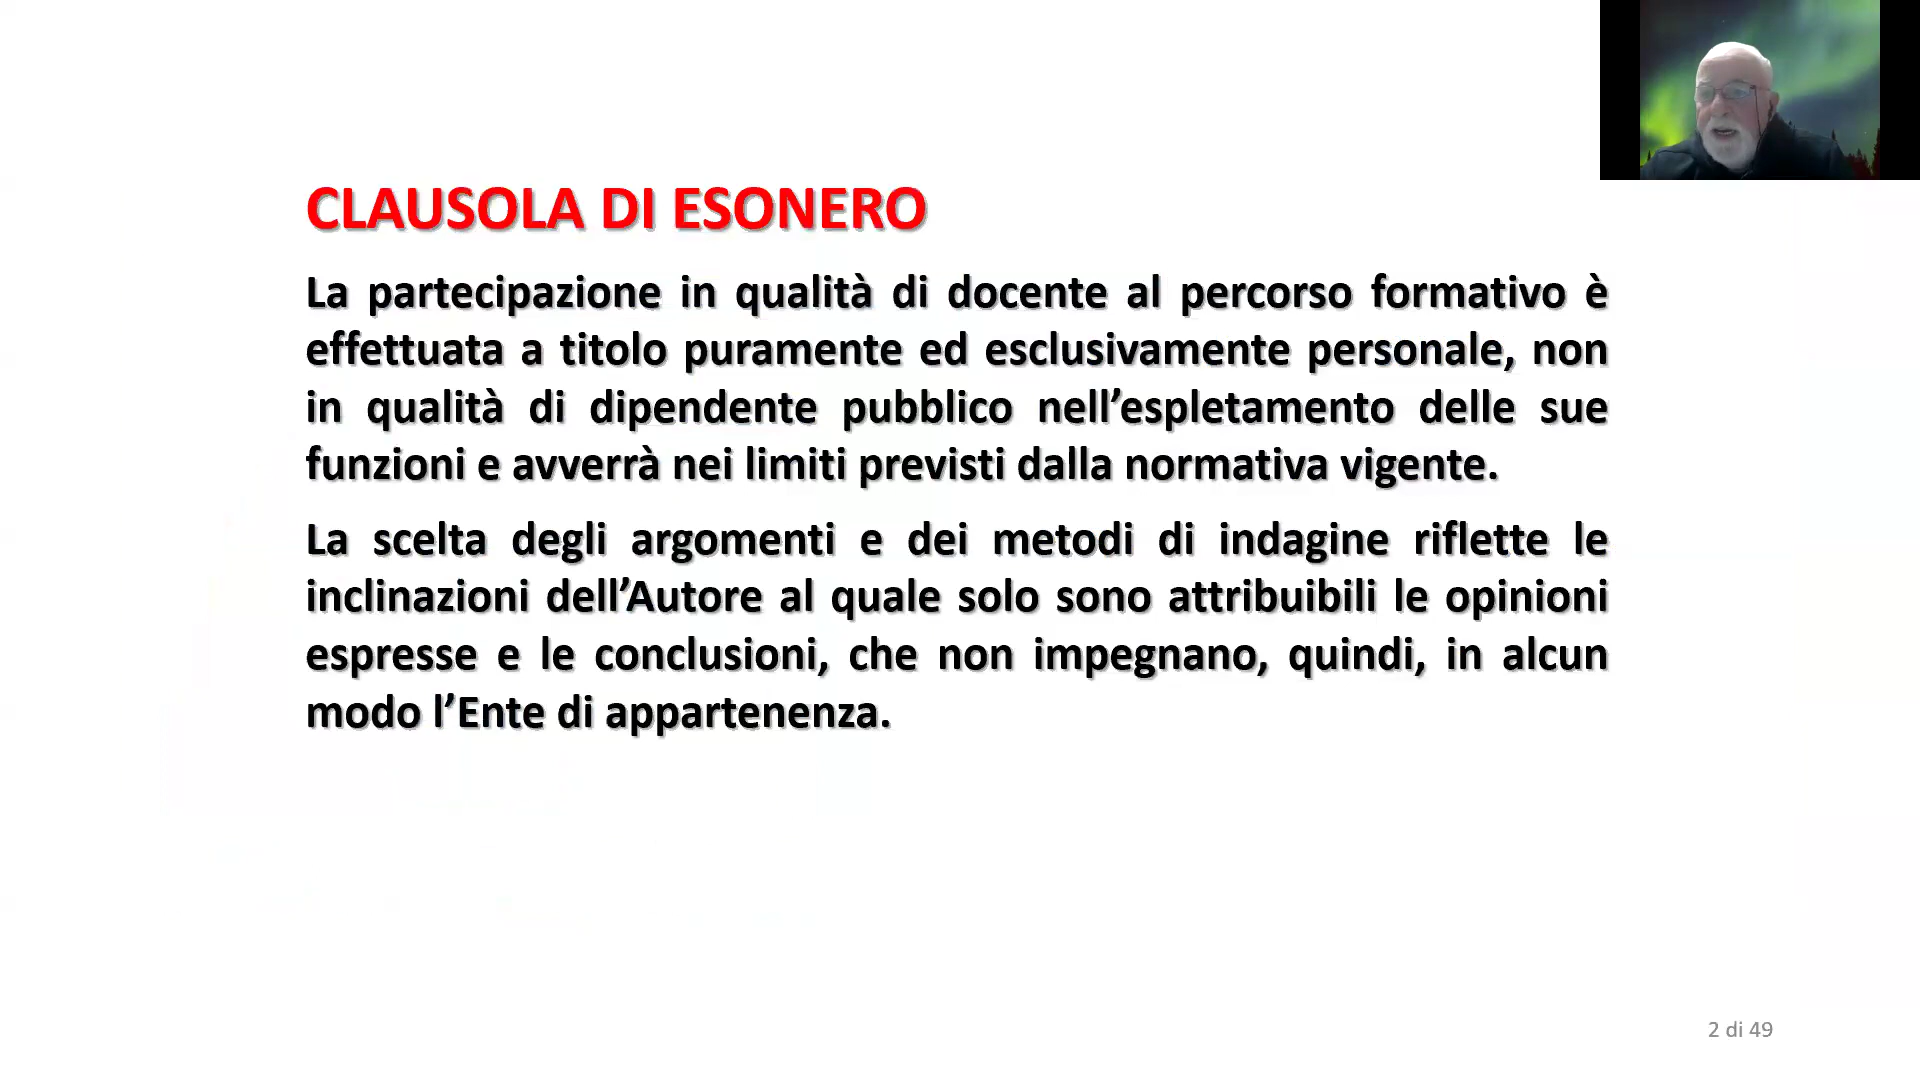 CLAUSOLA DI ESONERO
La partecipazione in qualità di docente al percorso formativo è
effettuata a titolo puramente ed esclusivamente personale, non
in qualità di dipendente pubblico nell’espletamento delle sue
funzioni e avverrà nei limiti previsti dalla normativa vigente.
La scelta degli argomenti e dei metodi di indagine riflette le
inclinazioni dell’Autore al quale solo sono attribuibili le opinioni
espresse e le conclusioni, che non impegnano, quindi, in alcun
modo l’Ente di appartenenza.
2 di 49